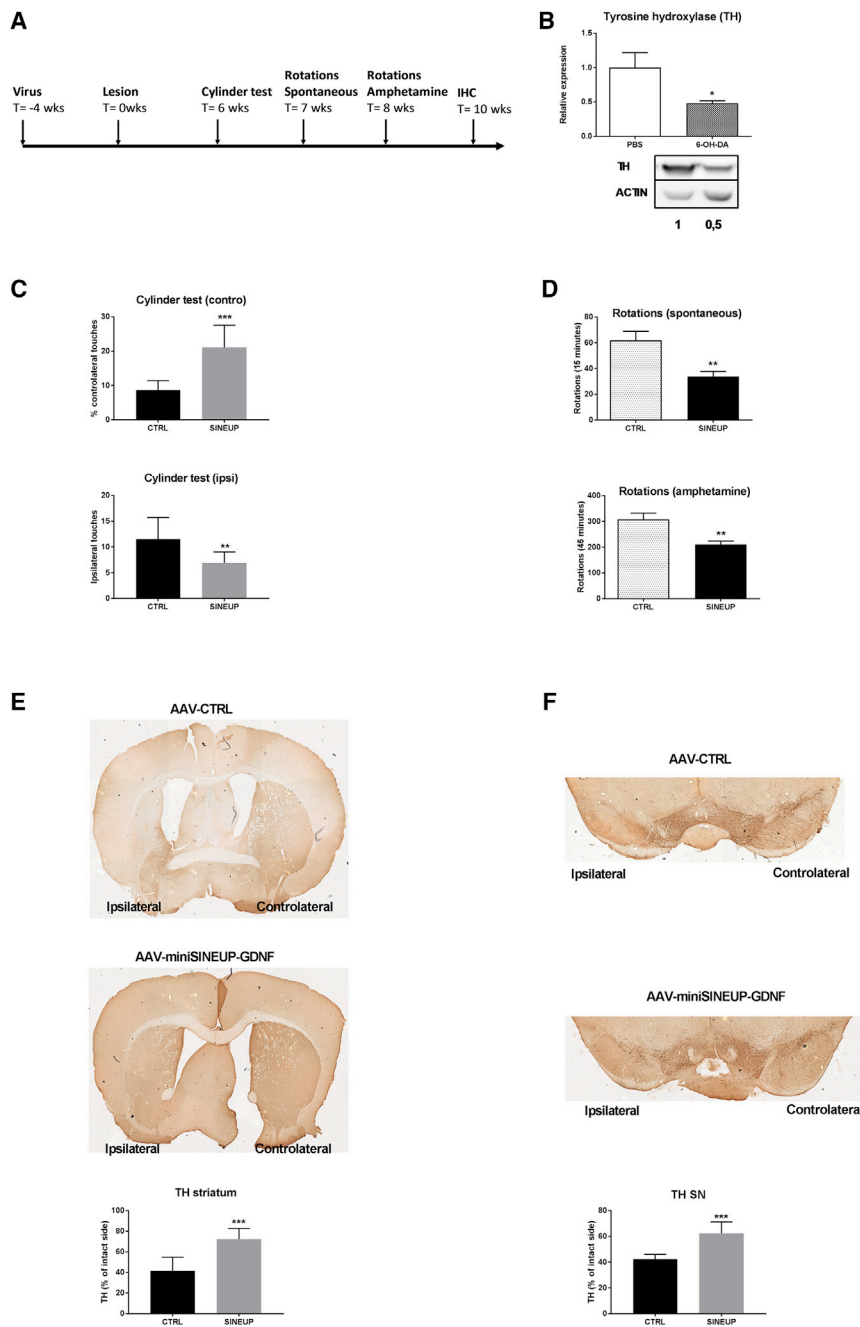 A
Virus
T= -4 wks
Lesion
T= 0wks
Cylinder test
T= 6 wks
Rotations
Spontaneous
T= 7 wks
Rotations
Amphetamine
T= 8 wks
IHC
T= 10 wks
B
Tyrosine hydroxylase (TH)
Relative expression
1.5
1.0
0.5
0.0
*
PBS
6-OH-DA
TH
ACTIN
1 0,5
C
Cylinder test (contro)
% controlateral touches
30
20
10
0
***
CTRL
SINEUP
Cylinder test (ipsi)
Ipsilateral touches
20
15
10
5
0
**
CTRL
SINEUP
D
Rotations (spontaneous)
Rotations (15 minutes)
80
60
40
20
0
**
CTRL
SINEUP
Rotations (amphetamine)
Rotations (45 minutes)
400
300
200
100
0
**
CTRL
SINEUP
E
AAV-CTRL
Ipsilateral
Controlateral
AAV-miniSINEUP-GDNF
Ipsilateral
Controlateral
TH striatum
TH (% of intact side)
100
80
60
40
20
0
***
CTRL
SINEUP
F
AAV-CTRL
Ipsilateral
Controlateral
AAV-miniSINEUP-GDNF
Ipsilateral
Controlatera
TH SN
TH (% of intact side)
80
60
40
20
0
***
CTRL
SINEUP